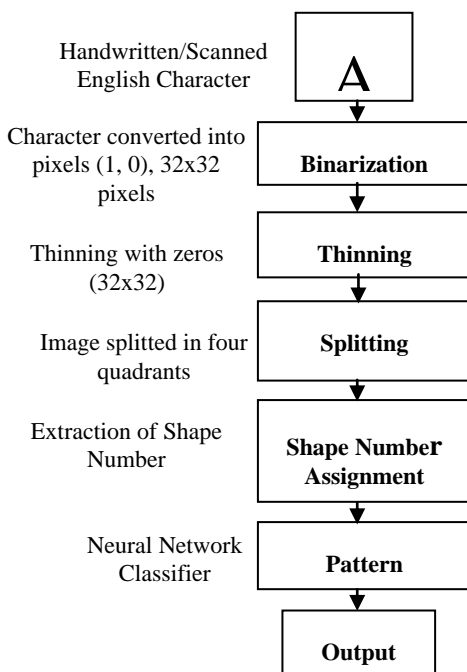 Handwritten/Scanned
English Character
A
Character converted into
pixels (1, 0), 32x32
pixels
Binarization
Thinning with zeros
(32x32)
Thinning
Image splitted in four
quadrants
Splitting
Extraction of Shape
Number
Shape Number
Assignment
Neural Network
Classifier
Pattern
Output